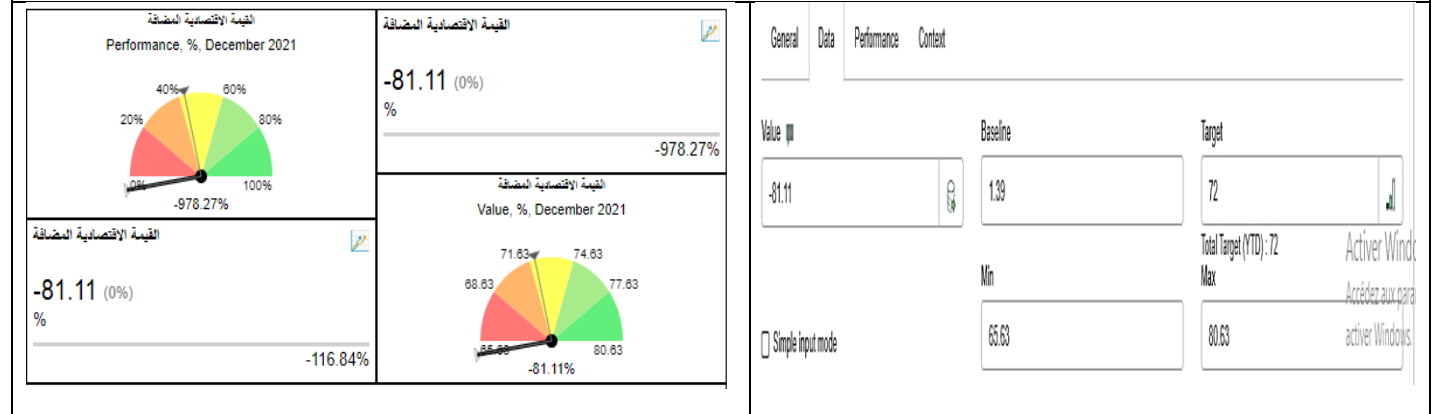 القيمة الاقتصادية المضافة
Performance, %, December 2021
40%
60%
20%
80%
0%
100%
-978.27%
القيمة الاقتصادية المضافة
-81.11 (0%)
%
-978.27%
القيمة الاقتصادية المضافة
-81.11 (0%)
%
-116.84%
القيمة الاقتصادية المضافة
Value, %, December 2021
71.63
74.63
68.63
77.63
65.63
80.63
-81.11%
General Data Performance Context
Value Baseline Target
-81.11 1.39 72
Total Target (YTD) : 72
Min Max
Simple input mode 65.63 80.63
Activer Windo
Accédez aux para
activer Windows.